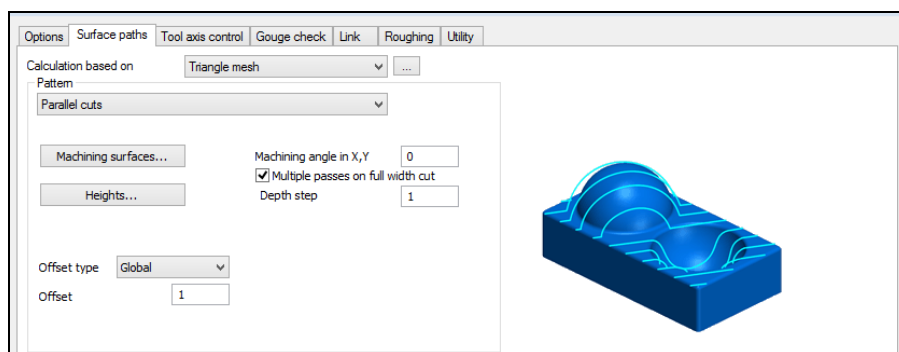 Options Surface paths Tool axis control Gouge check Link Roughing Utility
Calculation based on Triangle mesh ...
Pattern
Parallel cuts
Machining surfaces... Machining angle in X,Y 0
Multiple passes on full width cut
Heights... Depth step 1
Offset type Global
Offset 1